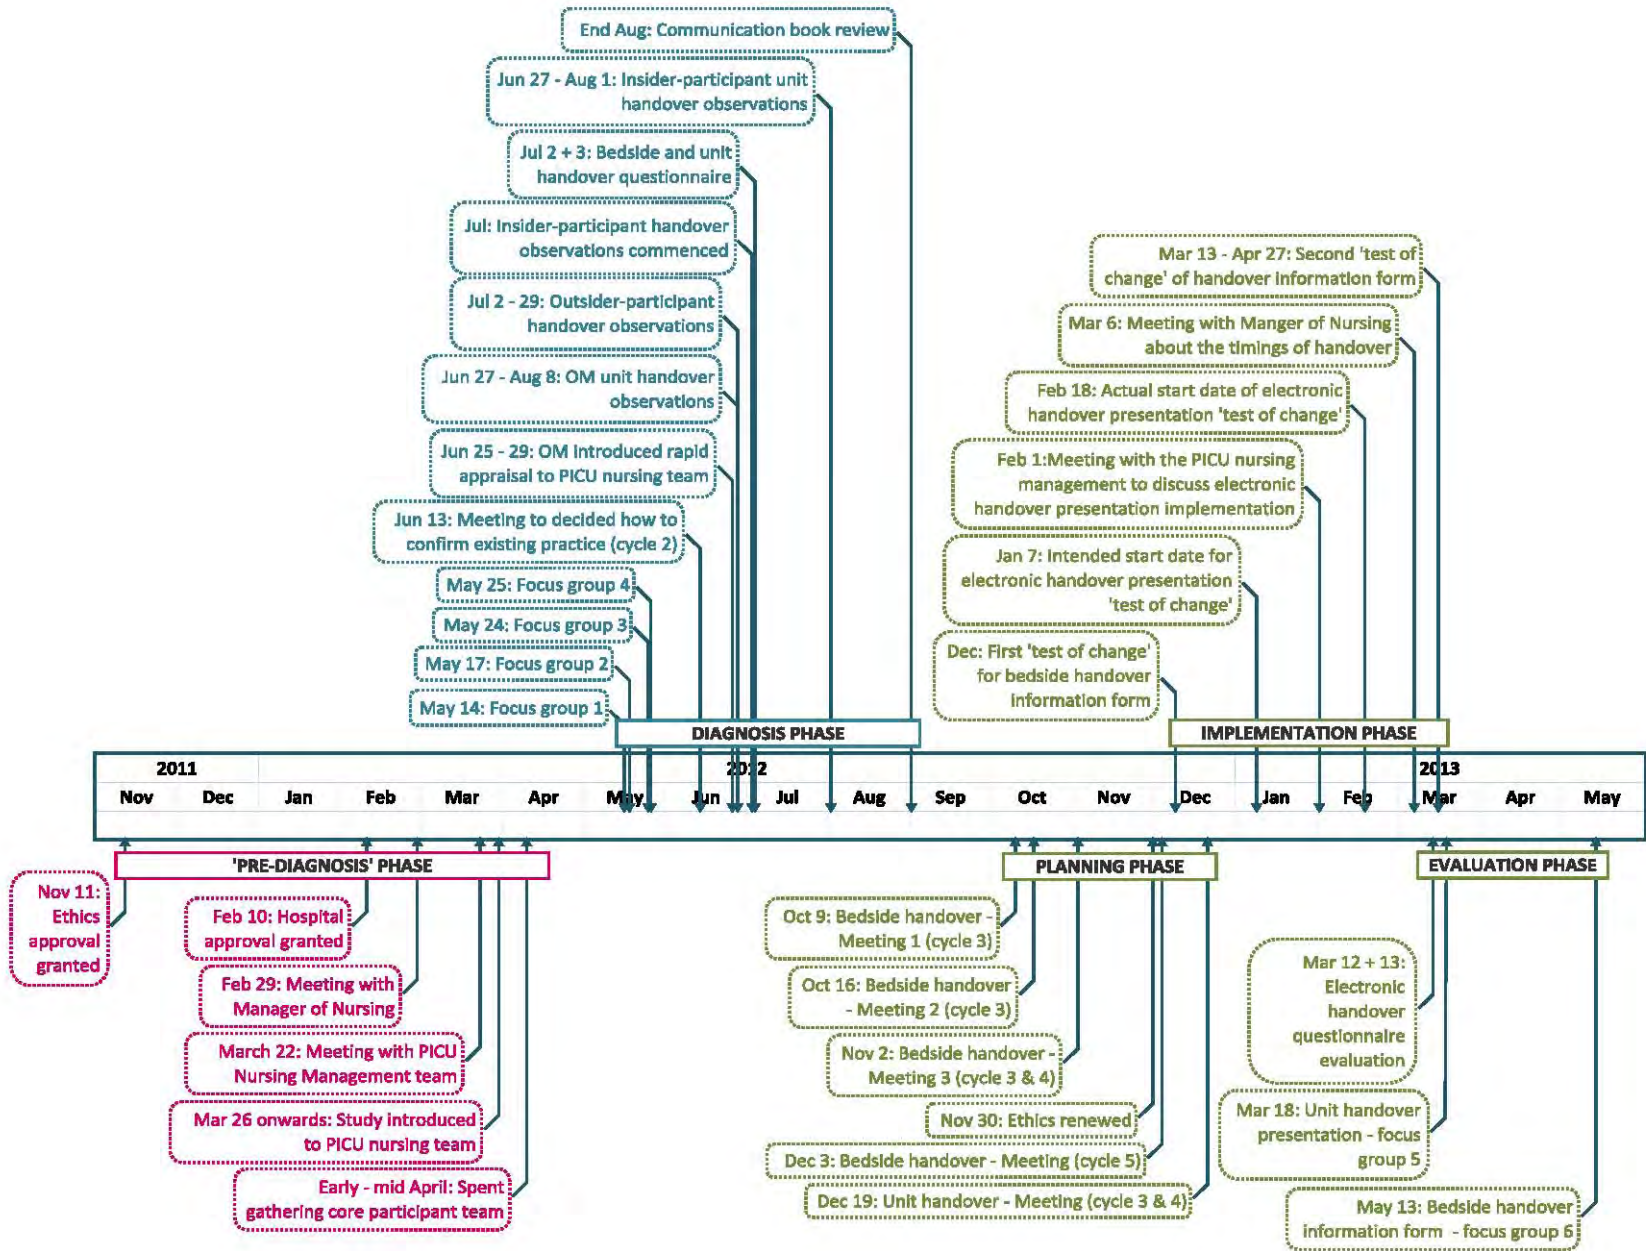 End Aug: Communication book review
Jun 27 - Aug 1: Insider-participant unit
handover observations
Jul 2 + 3: Bedside and unit
handover questionnaire
Jul: Insider-participant handover
observations commenced
Jul 2 - 29: Outsider-participant
handover observations
Jun 27 - Aug 8: OM unit handover
observations
Jun 25 - 29: OM introduced rapid
appraisal to PICU nursing team
Jun 13: Meeting to decided how to
confirm existing practice (cycle 2)
May 25: Focus group 4
May 24: Focus group 3
May 17: Focus group 2
May 14: Focus group 1
Mar 13 - Apr 27: Second 'test of
change' of handover information form
Mar 6: Meeting with Manger of Nursing
about the timings of handover
Feb 18: Actual start date of electronic
handover presentation 'test of change'
Feb 1:Meeting with the PICU nursing
management to discuss electronic
handover presentation implementation
Jan 7: Intended start date for
electronic handover presentation
'test of change'
Dec: First 'test of change'
for bedside handover
information form
DIAGNOSIS PHASE
IMPLEMENTATION PHASE
2011 2012 2013
Nov Dec Jan Feb Mar Apr May Jun Jul Aug Sep Oct Nov Dec Jan Feb Mar Apr May
'PRE-DIAGNOSIS' PHASE
PLANNING PHASE
EVALUATION PHASE
Nov 11:
Ethics
approval
granted
Feb 10: Hospital
approval granted
Feb 29: Meeting with
Manager of Nursing
March 22: Meeting with PICU
Nursing Management team
Mar 26 onwards: Study introduced
to PICU nursing team
Early - mid April: Spent
gathering core participant team
Oct 9: Bedside handover -
Meeting 1 (cycle 3)
Oct 16: Bedside handover
- Meeting 2 (cycle 3)
Nov 2: Bedside handover -
Meeting 3 (cycle 3 & 4)
Nov 30: Ethics renewed
Dec 3: Bedside handover - Meeting (cycle 5)
Dec 19: Unit handover - Meeting (cycle 3 & 4)
Mar 12 + 13:
Electronic
handover
questionnaire
evaluation
Mar 18: Unit handover
presentation - focus
group 5
May 13: Bedside handover
information form - focus group 6